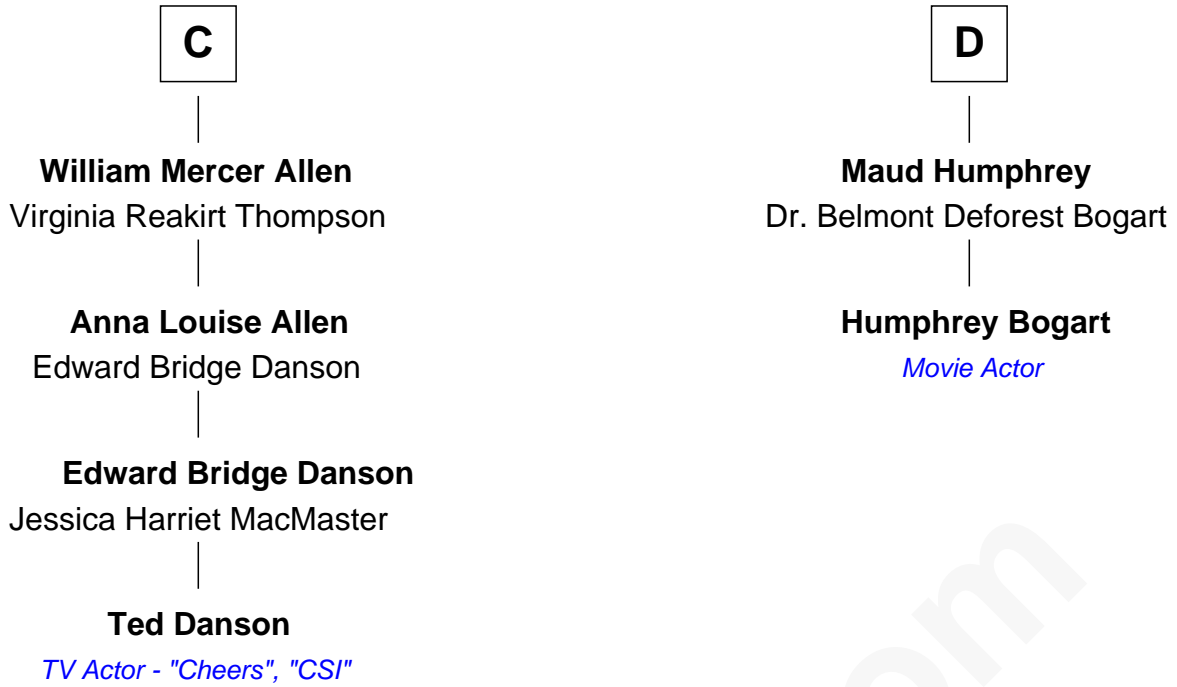 C
William Mercer Allen
Virginia Reakirt Thompson
Anna Louise Allen
Edward Bridge Danson
Edward Bridge Danson
Jessica Harriet MacMaster
Ted Danson
TV Actor - "Cheers", "CSI"
D
Maud Humphrey
Dr. Belmont Deforest Bogart
Humphrey Bogart
Movie Actor
om